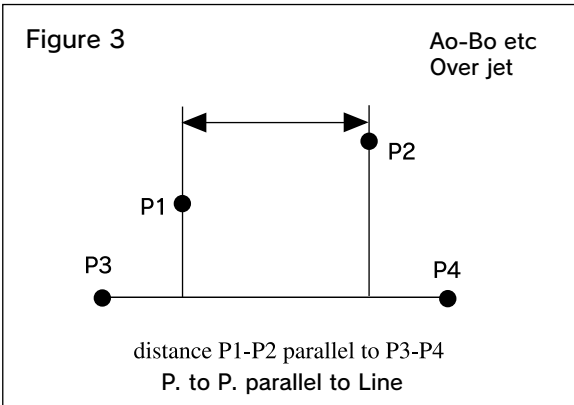 Figure 3
Ao-Bo etc
Over jet
P2
P1
P3
P4
distance P1-P2 parallel to P3-P4
P. to P. parallel to Line